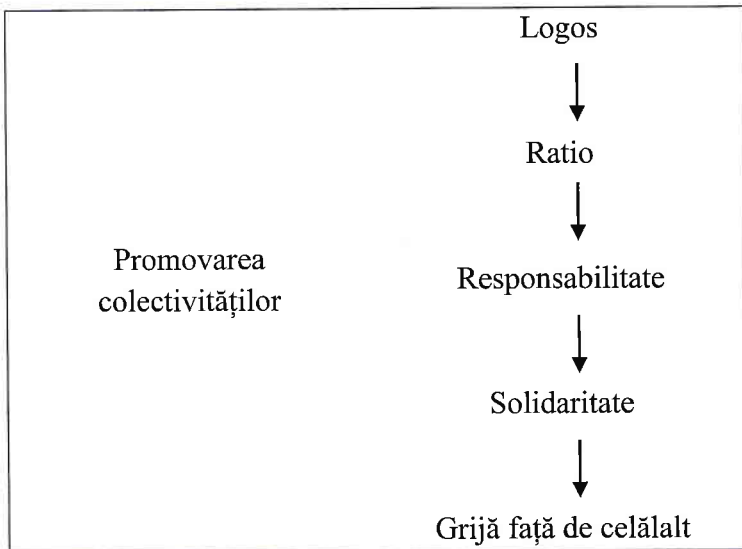 Logos
Ratio
Promovarea
colectivităților
Responsabilitate
Solidaritate
Grijă față de celălalt